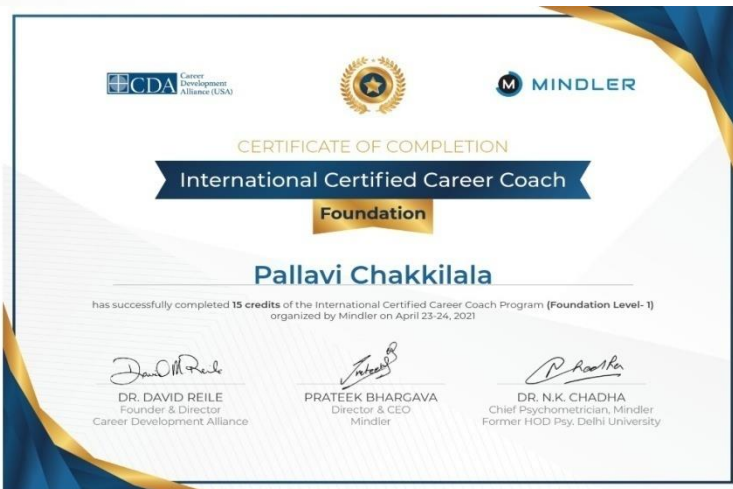 CDA Career
Development
Alliance (USA)
M MINDLER
CERTIFICATE OF COMPLETION
International Certified Career Coach
Foundation
Pallavi Chakkilala
has successfully completed 15 credits of the International Certified Career Coach Program (Foundation Level- 1)
organized by Mindler on April 23-24, 2021
David M Reile
DR. DAVID REILE
Founder & Director
Career Development Alliance
PRATEEK BHARGAVA
Director & CEO
Mindler
DR. N.K. CHADHA
Chief Psychometrician, Mindler
Former HOD Psy. Delhi University